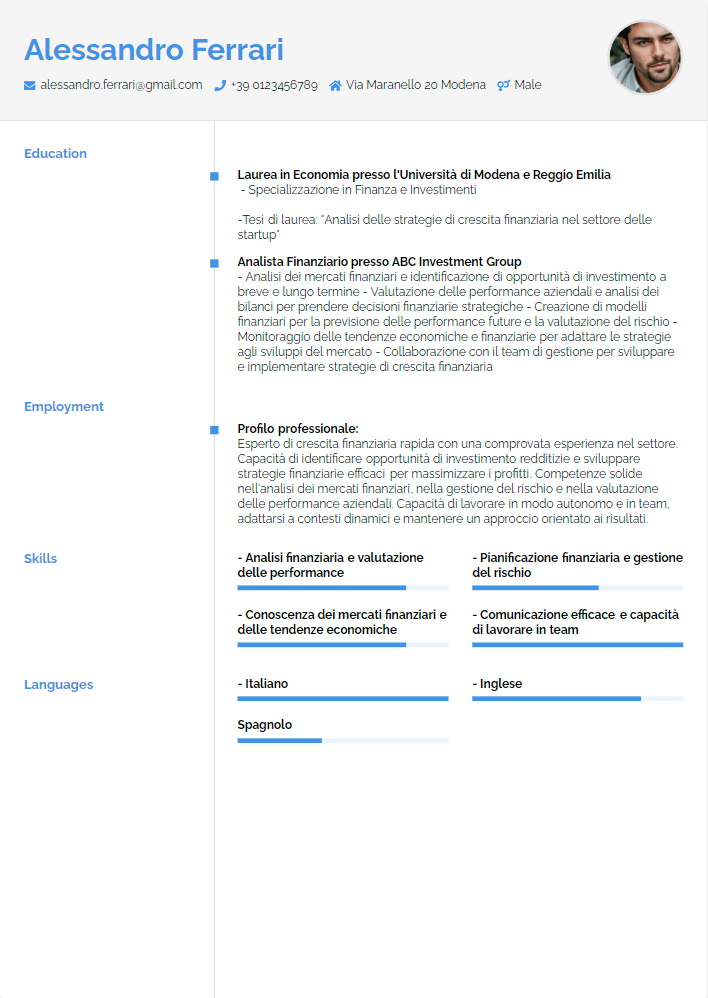 Alessandro Ferrari
alessandro.ferrari@gmail.com +39 0123456789 Via Maranello 20 Modena Male
Education
Laurea in Economia presso l'Università di Modena e Reggio Emilia
- Specializzazione in Finanza e Investimenti
-Tesi di laurea: "Analisi delle strategie di crescita finanziaria nel settore delle
startup"
Analista Finanziario presso ABC Investment Group
- Analisi dei mercati finanziari e identificazione di opportunità di investimento a
breve e lungo termine - Valutazione delle performance aziendali e analisi dei
bilanci per prendere decisioni finanziarie strategiche - Creazione di modelli
finanziari per la previsione delle performance future e la valutazione del rischio -
Monitoraggio delle tendenze economiche e finanziarie per adattare le strategie
agli sviluppi del mercato - Collaborazione con il team di gestione per sviluppare
e implementare strategie di crescita finanziaria
Employment
Profilo professionale:
Esperto di crescita finanziaria rapida con una comprovata esperienza nel settore.
Capacità di identificare opportunità di investimento redditizie e sviluppare
strategie finanziarie efficaci per massimizzare i profitti. Competenze solide
nell'analisi dei mercati finanziari, nella gestione del rischio e nella valutazione
delle performance aziendali. Capacità di lavorare in modo autonomo e in team,
adattarsi a contesti dinamici e mantenere un approccio orientato ai risultati.
Skills
- Analisi finanziaria e valutazione
delle performance
- Pianificazione finanziaria e gestione
del rischio
- Conoscenza dei mercati finanziari e
delle tendenze economiche
- Comunicazione efficace e capacità
di lavorare in team
Languages
- Italiano
- Inglese
Spagnolo